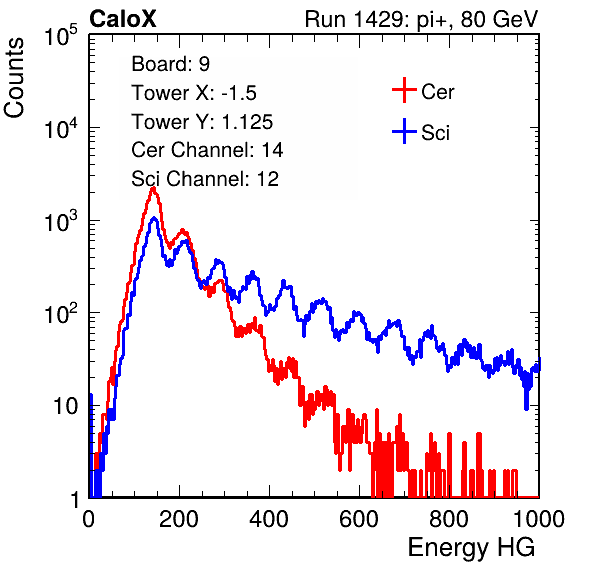 CaloX Run 1429: pi+, 80 GeV
Counts
10^5
10^4
10^3
10^2
10
1
Board: 9
Tower X: -1.5
Tower Y: 1.125
Cer Channel: 14
Sci Channel: 12
Cer
Sci
0 200 400 600 800 1000
Energy HG